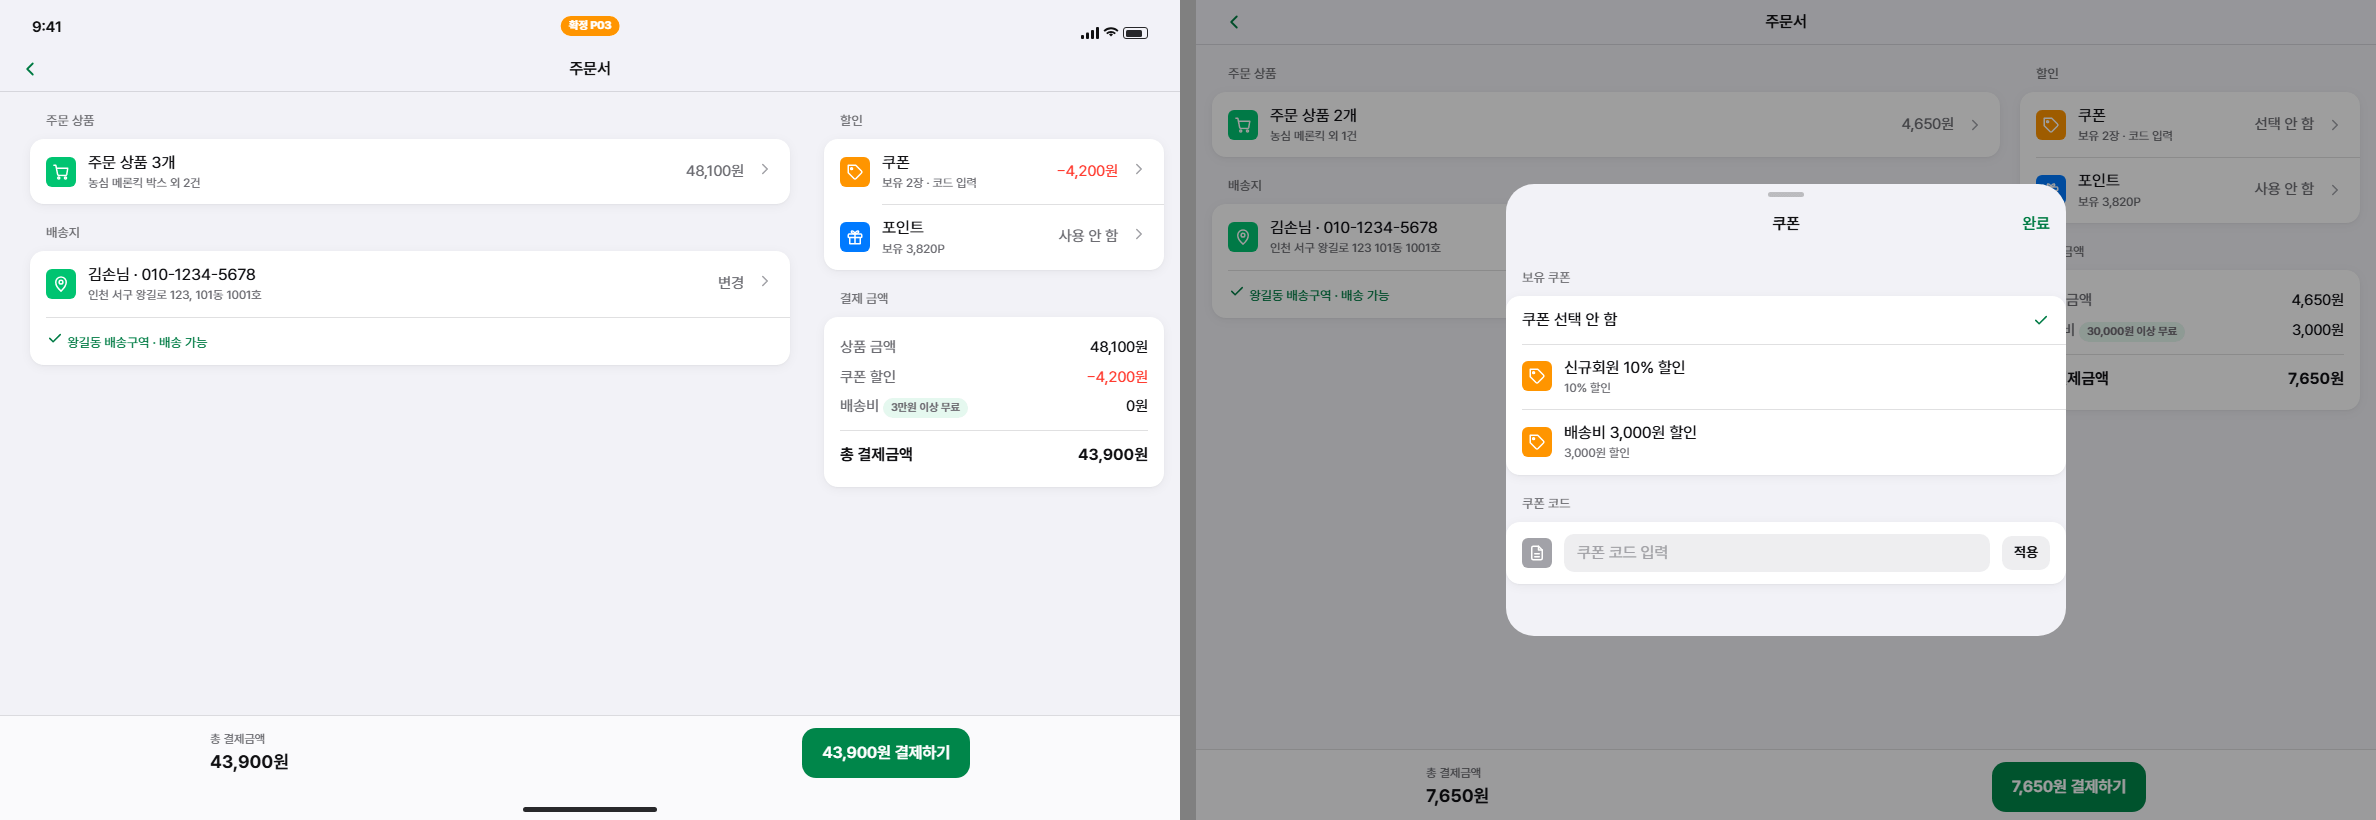 9:41
확정 P03
주문서
주문 상품
주문 상품 3개
농심 메론킥 박스 외 2건
48,100원
배송지
김손님 · 010-1234-5678
인천 서구 왕길로 123, 101동 1001호
변경
왕길동 배송구역 · 배송 가능
할인
쿠폰
보유 2장 · 코드 입력
−4,200원
포인트
보유 3,820P
사용 안 함
결제 금액
상품 금액
48,100원
쿠폰 할인
−4,200원
배송비 3만원 이상 무료
0원
총 결제금액
43,900원
총 결제금액
43,900원
43,900원 결제하기
주문서
주문 상품
주문 상품 2개
농심 메론킥 외 1건
4,650원
배송지
김손님 · 010-1234-5678
인천 서구 왕길로 123 101동 1001호
왕길동 배송구역 · 배송 가능
할인
쿠폰
보유 2장 · 코드 입력
선택 안 함
포인트
보유 3,820P
사용 안 함
금액
금액
4,650원
비 30,000원 이상 무료
3,000원
제금액
7,650원
쿠폰
완료
보유 쿠폰
쿠폰 선택 안 함
신규회원 10% 할인
10% 할인
배송비 3,000원 할인
3,000원 할인
쿠폰 코드
쿠폰 코드 입력
적용
총 결제금액
7,650원
7,650원 결제하기